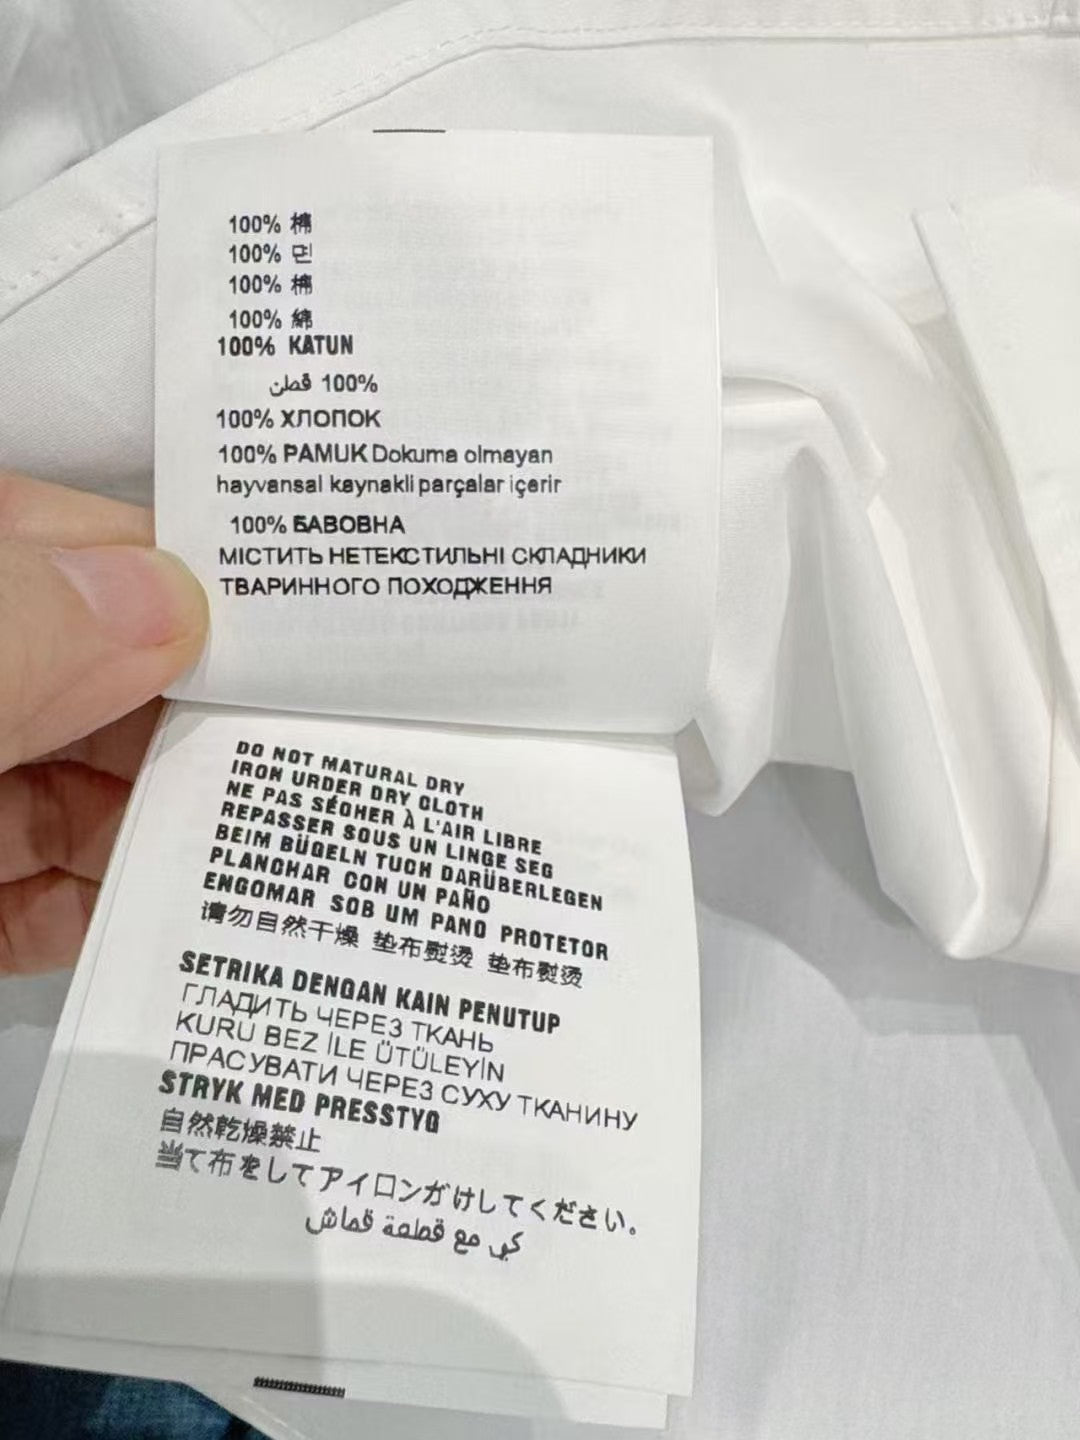 100% 棉
100% 면
100% 棉
100% 綿
100% KATUN
100% قطن
100% ХЛОПОК
100% PAMUK Dokuma olmayan
hayvansal kaynakli parçalar içerir
100% БАВОВНА
МІСТИТЬ НЕТЕКСТИЛЬНІ СКЛАДНИКИ
ТВАРИННОГО ПОХОДЖЕННЯ
DO NOT MATURAL DRY
IRON URDER DRY CLOTH
NE PAS SÉGHER À L'AIR LIBRE
REPASSER SOUS UN LINGE SEG
BEIM BÜGELN TUCH DARÜBERLEGEN
PLANCHAR CON UN PAÑO
ENGOMAR SOB UM PANO PROTETOR
请勿自然干燥 垫布熨烫 垫布熨烫
SETRIKA DENGAN KAIN PENUTUP
ГЛАДИТЬ ЧЕРЕЗ ТКАНЬ
KURU BEZ İLE ÜTÜLEYİN
ПРАСУВАТИ ЧЕРЕЗ СУХУ ТКАНИНУ
STRYK MED PRESSTYG
自然乾燥禁止
当て布をしてアイロンがけしてください。
كي مع قطعة قماش